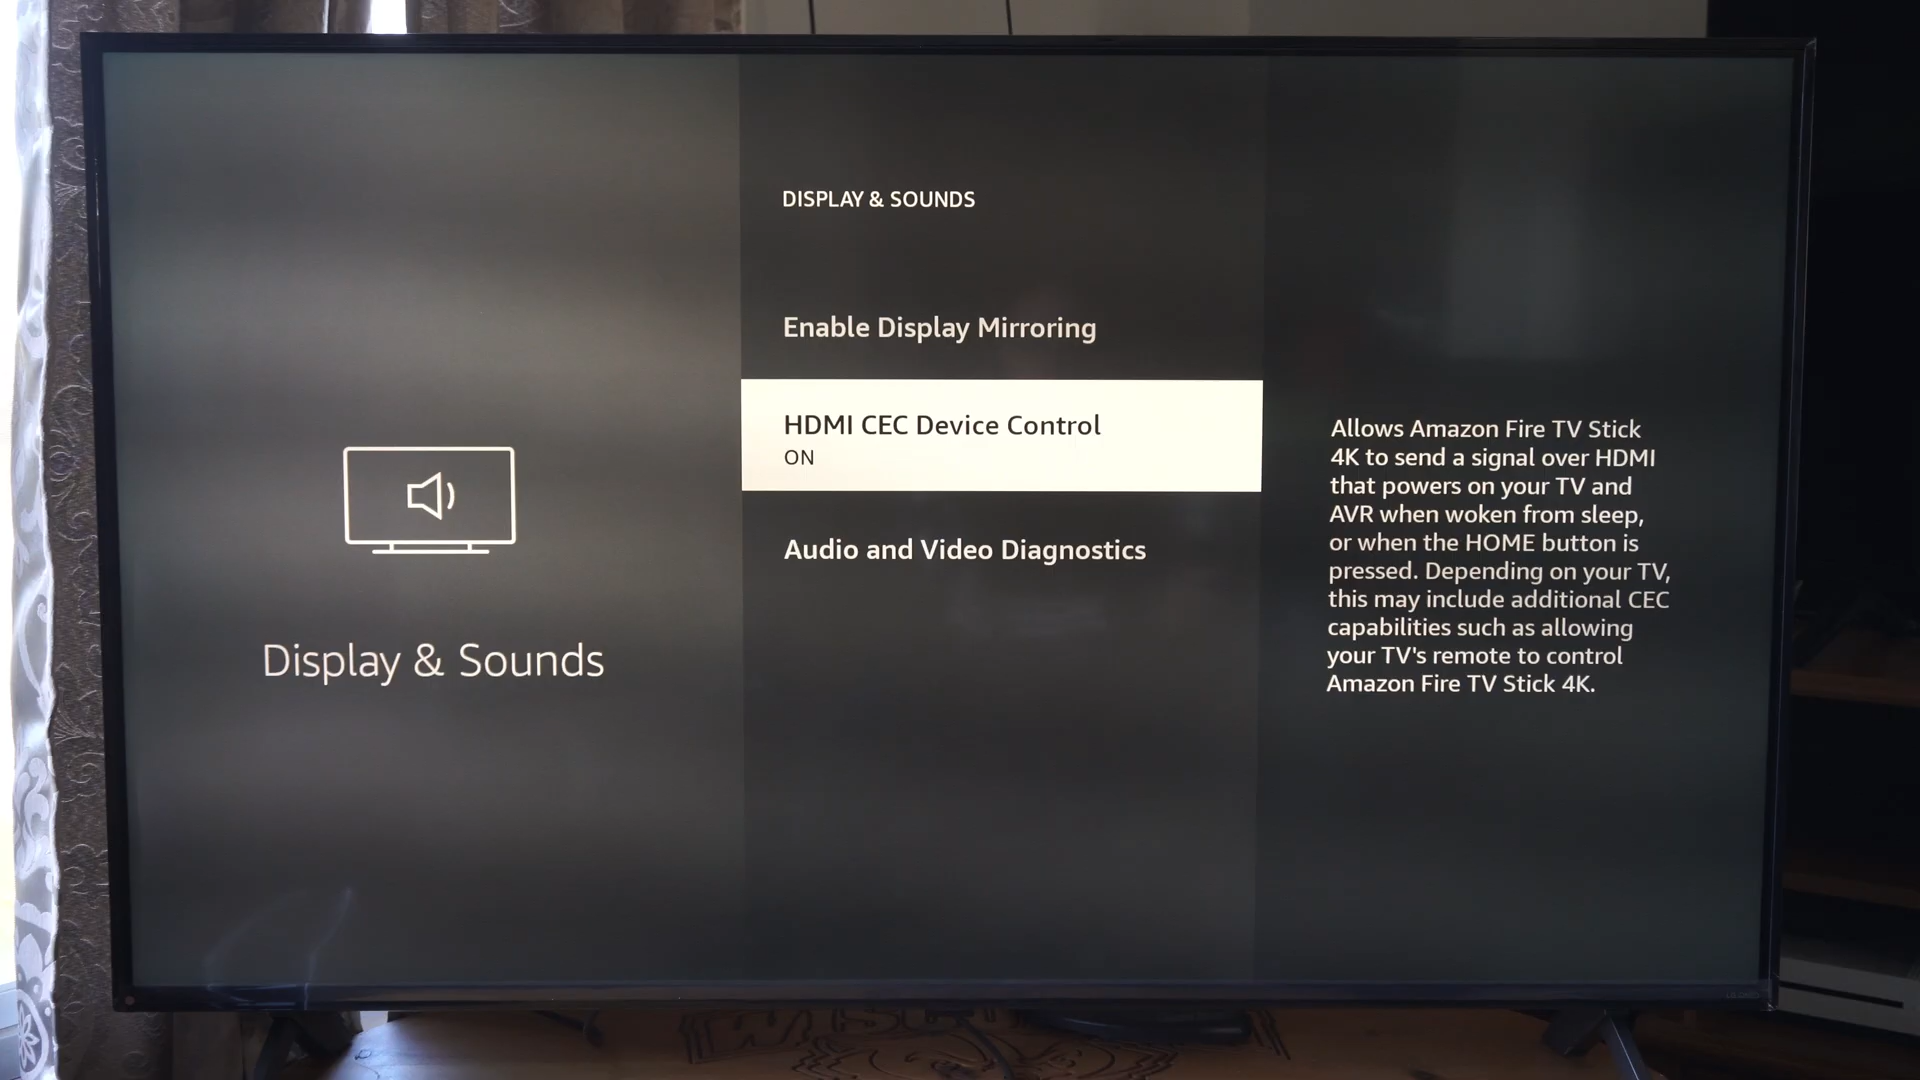 DISPLAY & SOUNDS
Enable Display Mirroring
HDMI CEC Device Control
ON
Audio and Video Diagnostics
Display & Sounds
Allows Amazon Fire TV Stick
4K to send a signal over HDMI
that powers on your TV and
AVR when woken from sleep,
or when the HOME button is
pressed. Depending on your TV,
this may include additional CEC
capabilities such as allowing
your TV's remote to control
Amazon Fire TV Stick 4K.